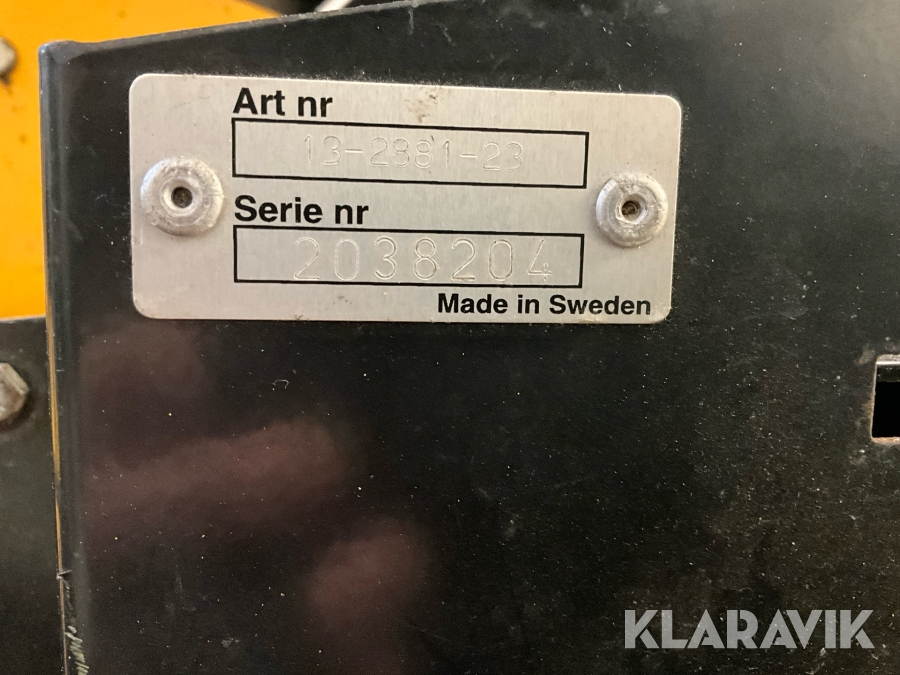 Art nr
13-2881-23
Serie nr
2038204
Made in Sweden
KLARAVIK